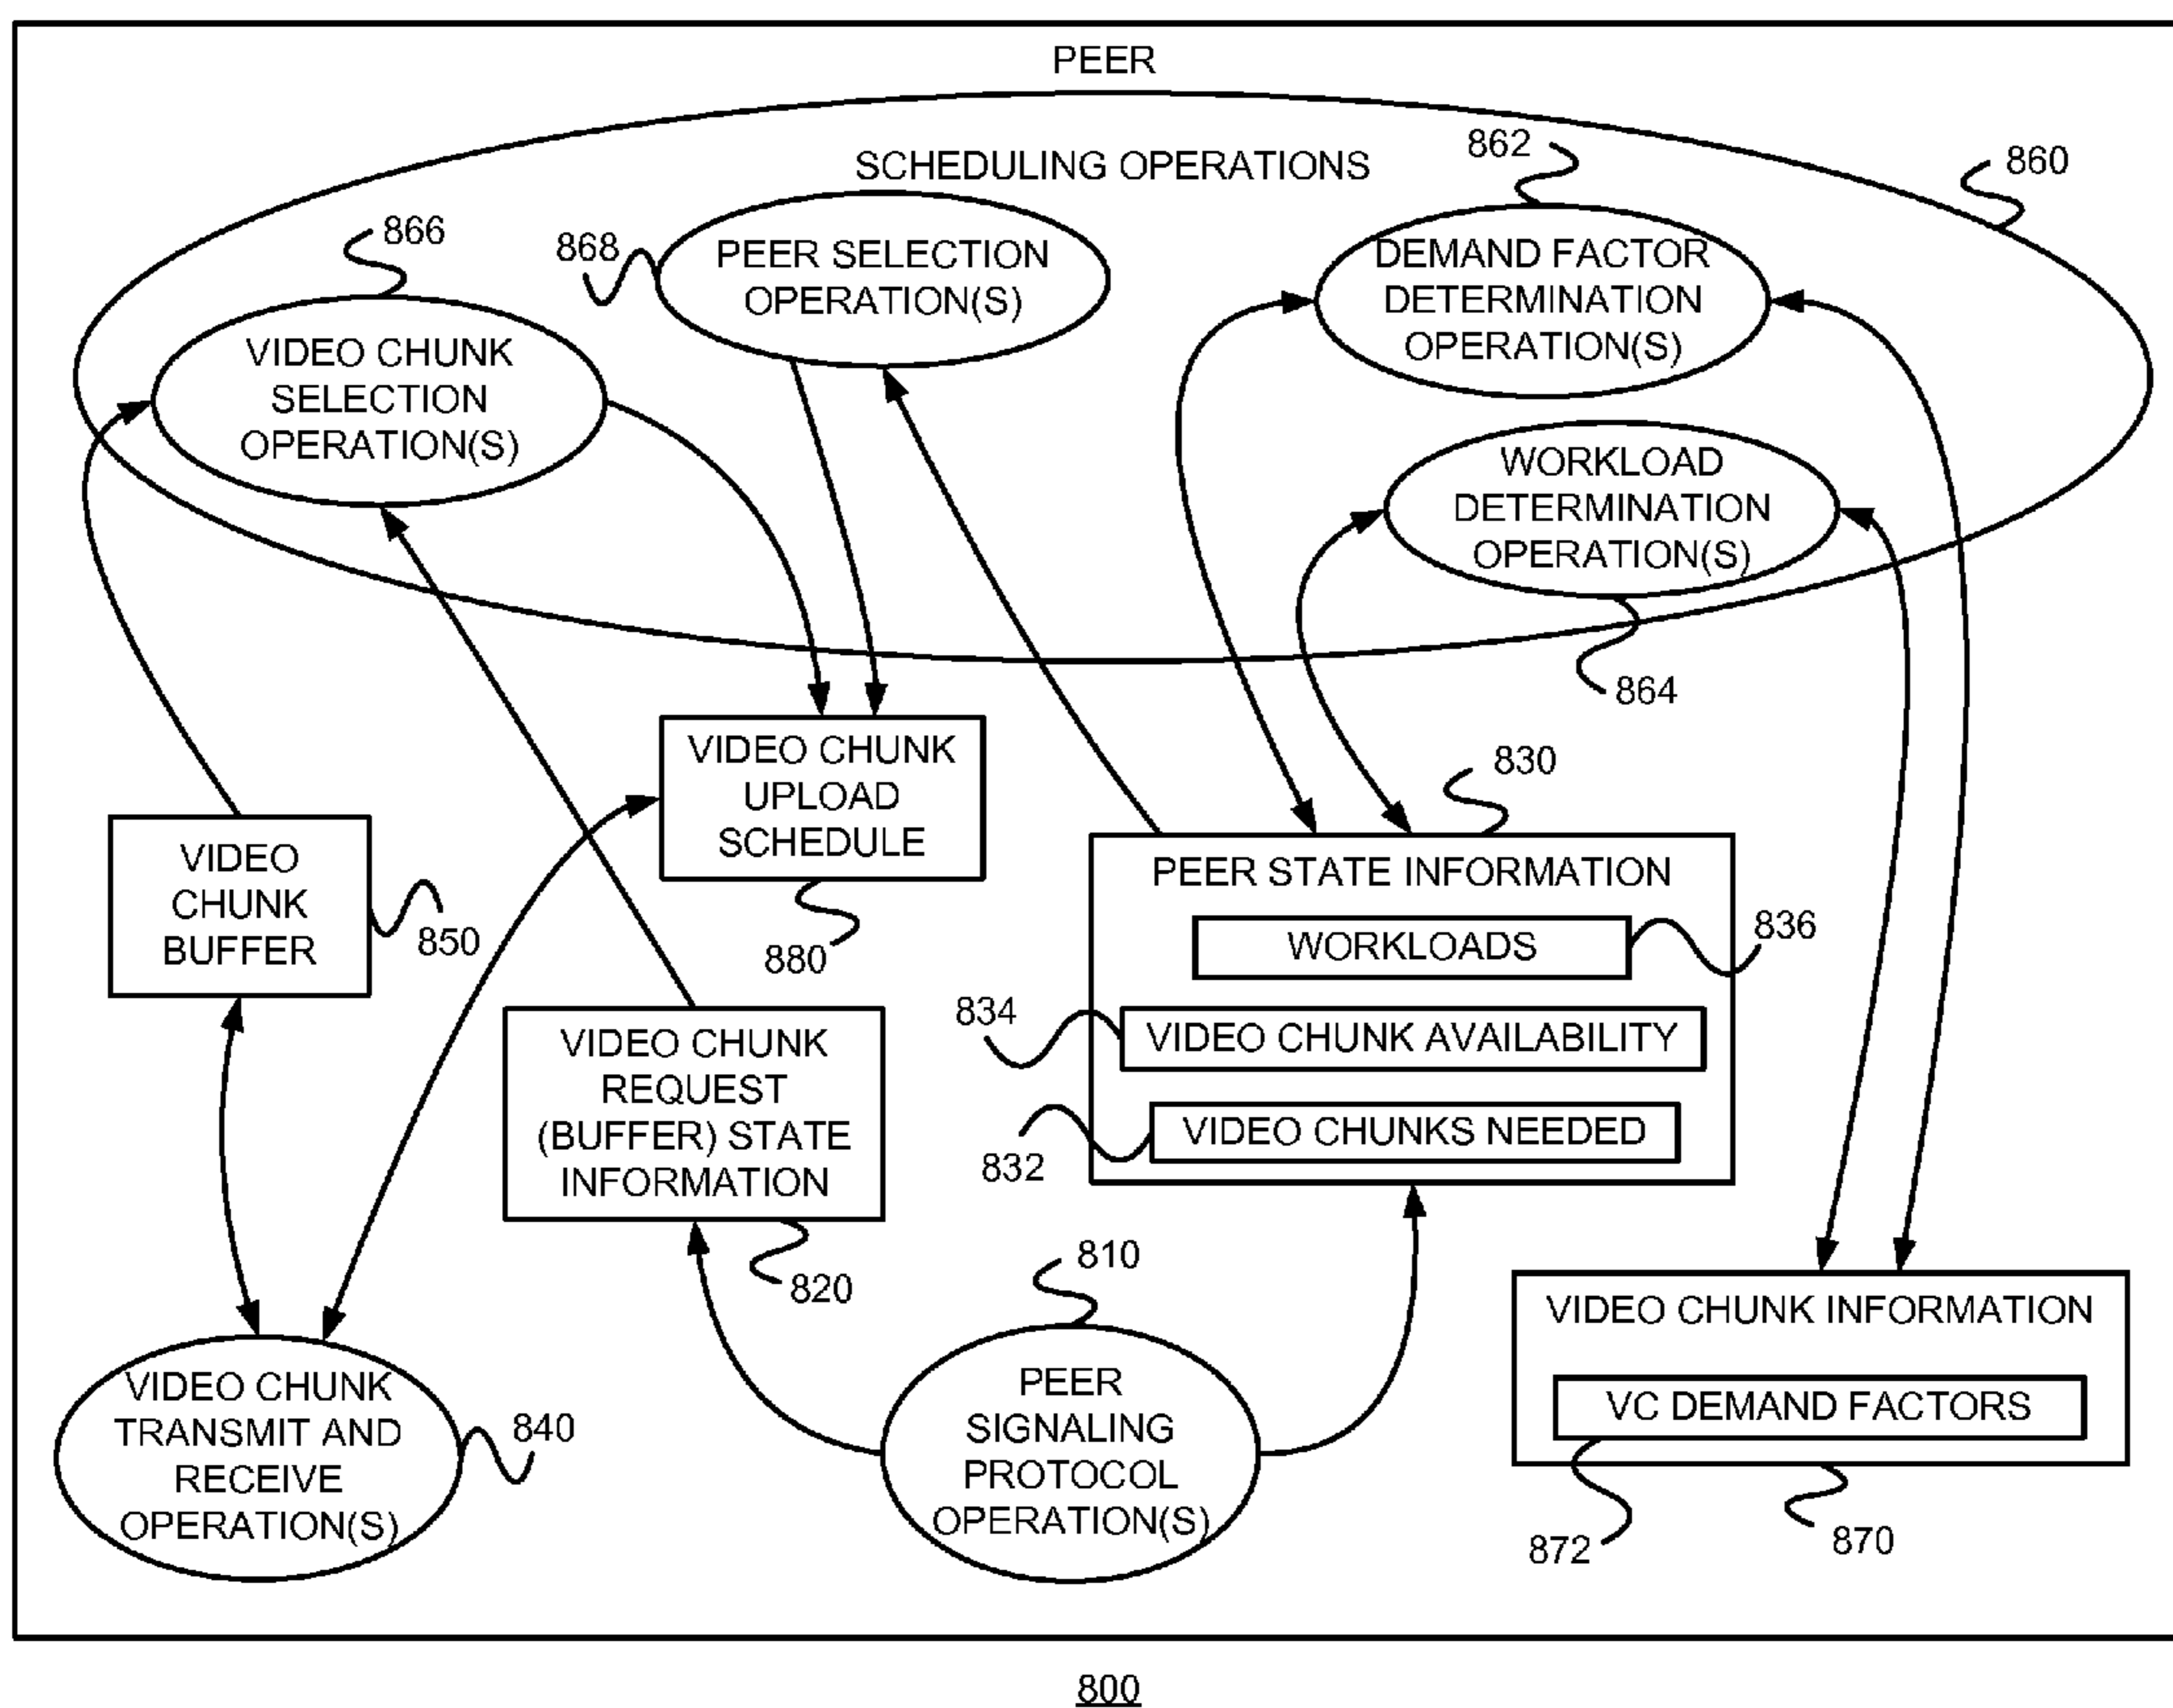 PEER
SCHEDULING OPERATIONS
862
860
866
868
PEER SELECTION
OPERATION(S)
DEMAND FACTOR
DETERMINATION
OPERATION(S)
VIDEO CHUNK
SELECTION
OPERATION(S)
WORKLOAD
DETERMINATION
OPERATION(S)
864
VIDEO CHUNK
UPLOAD
SCHEDULE
880
830
VIDEO
CHUNK
BUFFER
850
PEER STATE INFORMATION
WORKLOADS
836
834
VIDEO CHUNK AVAILABILITY
832
VIDEO CHUNKS NEEDED
VIDEO CHUNK
REQUEST
(BUFFER) STATE
INFORMATION
820
810
VIDEO CHUNK INFORMATION
VC DEMAND FACTORS
872
870
VIDEO CHUNK
TRANSMIT AND
RECEIVE
OPERATION(S)
840
PEER
SIGNALING
PROTOCOL
OPERATION(S)
800